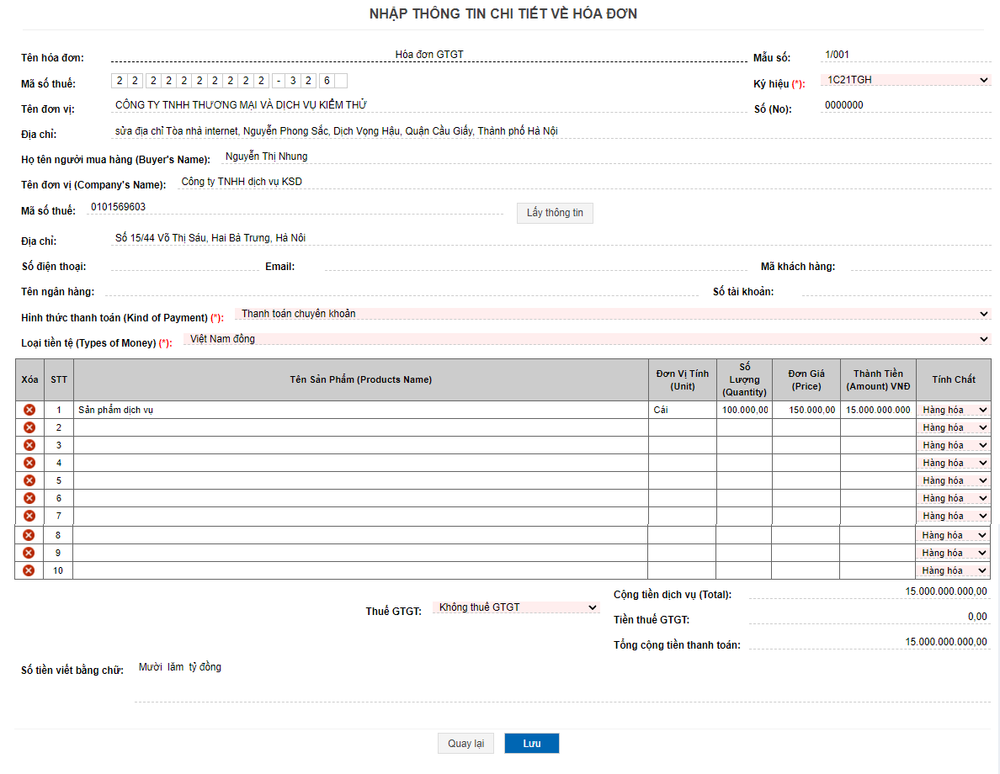 NHẬP THÔNG TIN CHI TIẾT VỀ HÓA ĐƠN
Tên hóa đơn: Hóa đơn GTGT Mẫu số: 1/001
Mã số thuế: 2 2 2 2 2 2 2 2 2 2 - 3 2 6 Ký hiệu (*): 1C21TGH
Tên đơn vị: CÔNG TY TNHH THƯƠNG MẠI VÀ DỊCH VỤ KIỂM THỬ Số (No): 0000000
Địa chỉ: sửa địa chỉ Tòa nhà internet, Nguyễn Phong Sắc, Dịch Vọng Hậu, Quận Cầu Giấy, Thành phố Hà Nội
Họ tên người mua hàng (Buyer's Name): Nguyễn Thị Nhung
Tên đơn vị (Company's Name): Công ty TNHH dịch vụ KSD
Mã số thuế: 0101569603 Lấy thông tin
Địa chỉ: Số 15/44 Võ Thị Sáu, Hai Bà Trưng, Hà Nôi
Số điện thoại: Email: Mã khách hàng:
Tên ngân hàng: Số tài khoản:
Hình thức thanh toán (Kind of Payment) (*): Thanh toán chuyển khoản
Loại tiền tệ (Types of Money) (*): Việt Nam đồng
Xóa STT Tên Sản Phẩm (Products Name) Đơn Vị Tính (Unit) Số Lượng (Quantity) Đơn Giá (Price) Thành Tiền (Amount) VNĐ Tính Chất
1 Sản phẩm dịch vụ Cái 100.000,00 150.000,00 15.000.000.000 Hàng hóa
2 Hàng hóa
3 Hàng hóa
4 Hàng hóa
5 Hàng hóa
6 Hàng hóa
7 Hàng hóa
8 Hàng hóa
9 Hàng hóa
10 Hàng hóa
Cộng tiền dịch vụ (Total): 15.000.000.000,00
Thuế GTGT: Không thuế GTGT
Tiền thuế GTGT: 0,00
Tổng cộng tiền thanh toán: 15.000.000.000,00
Số tiền viết bằng chữ: Mười lăm tỷ đồng
Quay lại Lưu